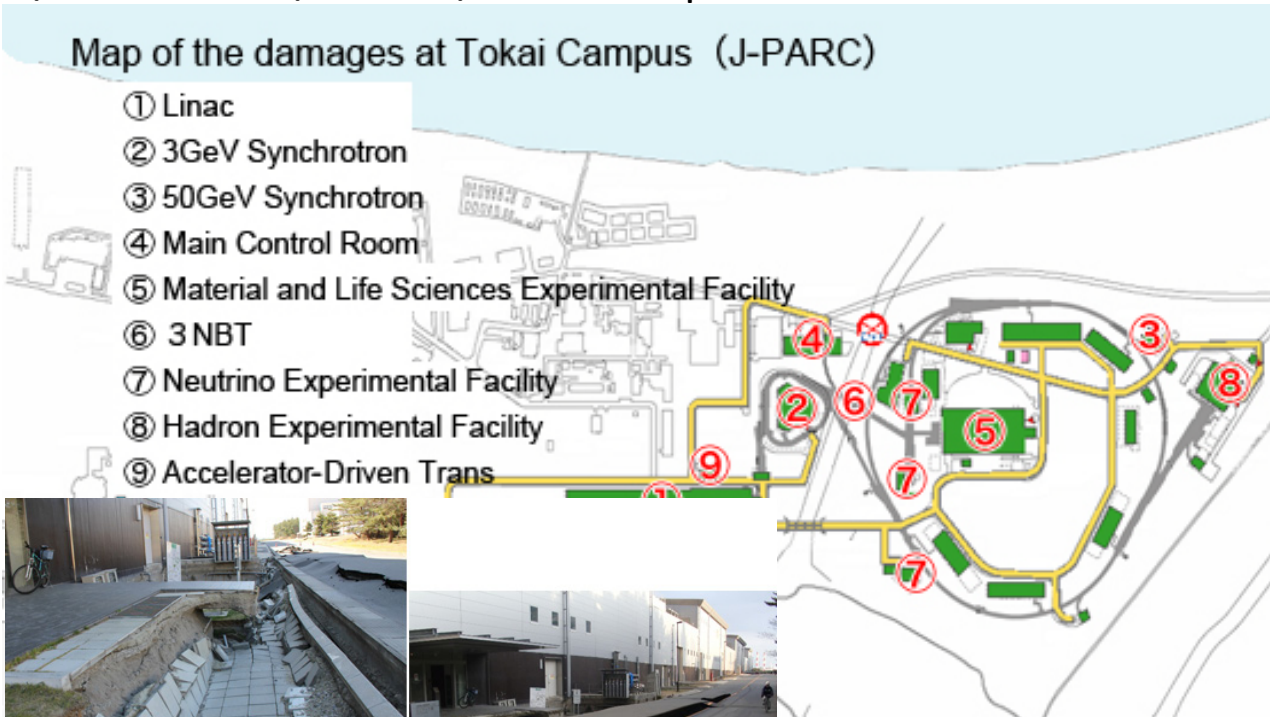 Map of the damages at Tokai Campus （J-PARC）
① Linac
② 3GeV Synchrotron
③ 50GeV Synchrotron
④ Main Control Room
⑤ Material and Life Sciences Experimental Facility
⑥ 3 NBT
⑦ Neutrino Experimental Facility
⑧ Hadron Experimental Facility
⑨ Accelerator-Driven Trans
③
④
⑧
②
⑥
⑦
⑤
⑨
⑦
①
⑦